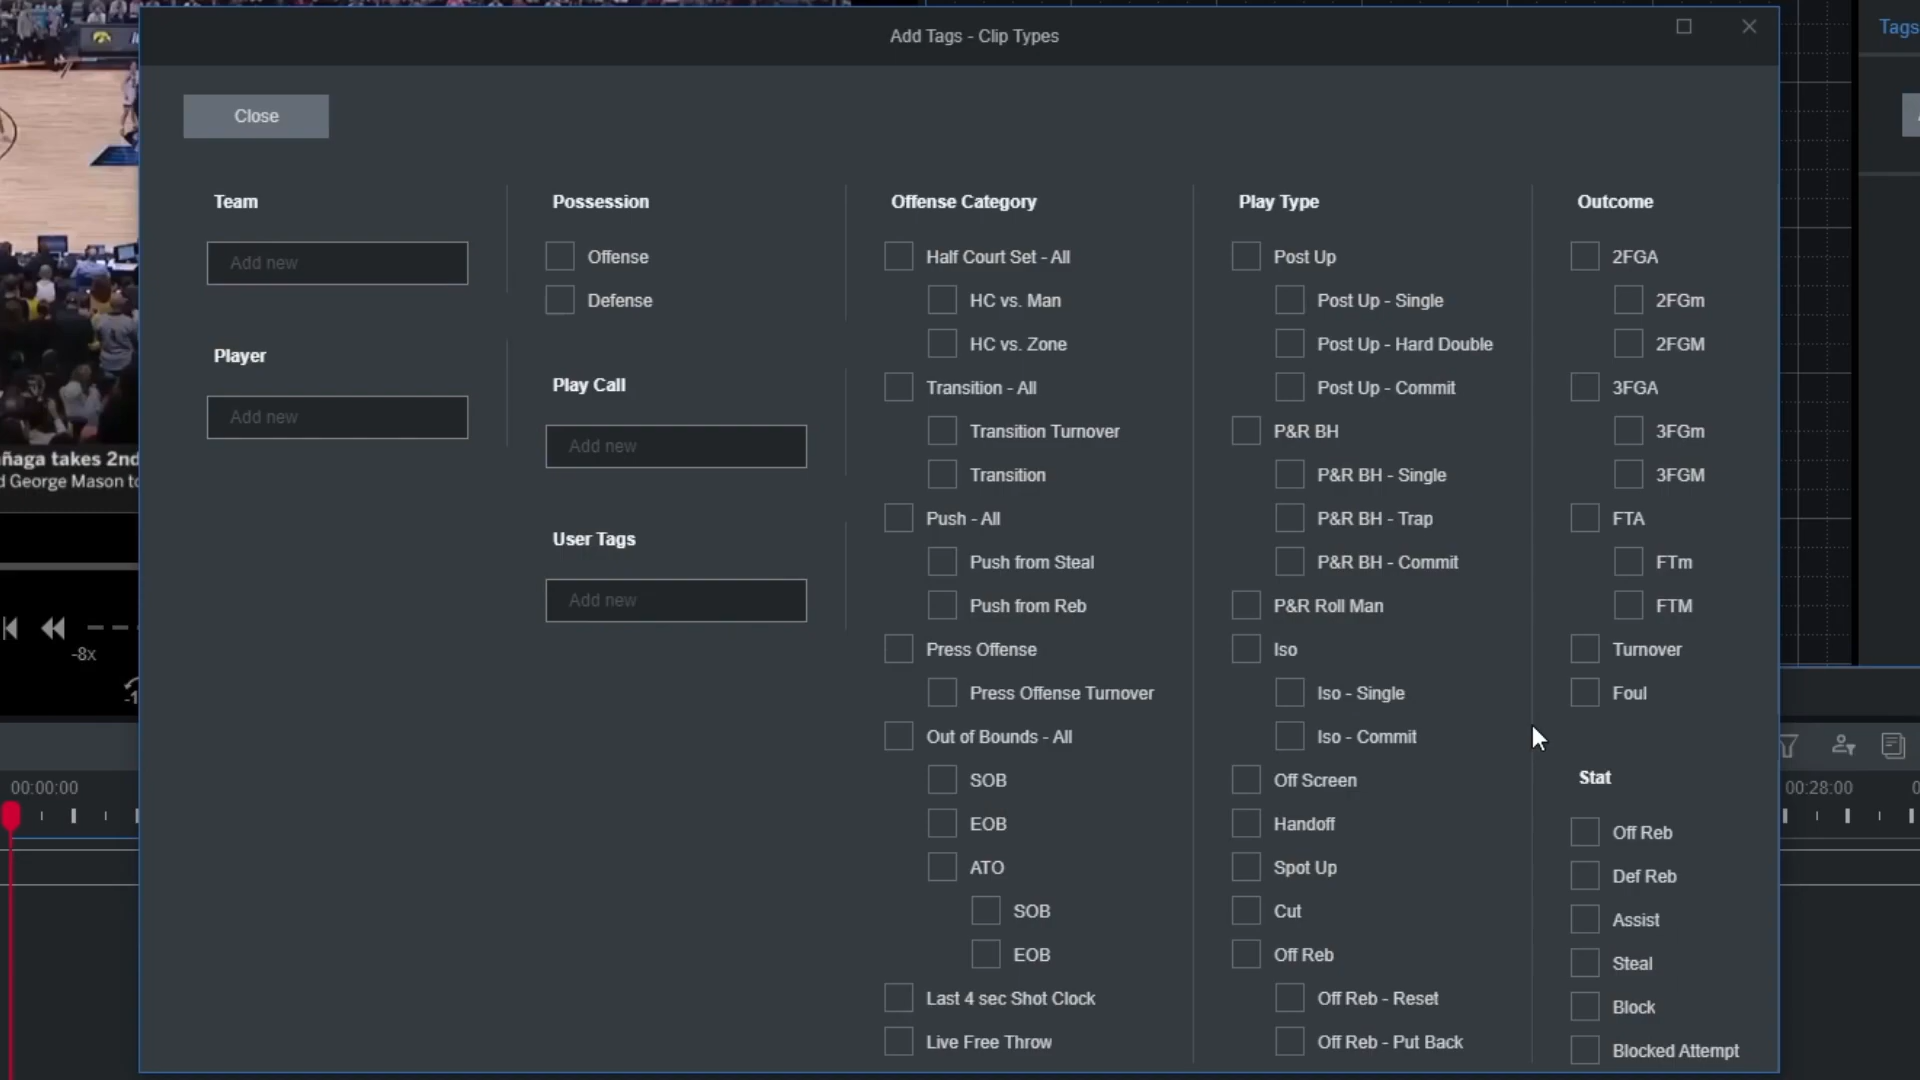 Add Tags - Clip Types
Tags
Close
Team
Add new
Player
Add new
Possession
Offense
Defense
Play Call
Add new
User Tags
Add new
Offense Category
Half Court Set - All
HC vs. Man
HC vs. Zone
Transition - All
Transition Turnover
Transition
Push - All
Push from Steal
Push from Reb
Press Offense
Press Offense Turnover
Out of Bounds - All
SOB
EOB
ATO
SOB
EOB
Last 4 sec Shot Clock
Live Free Throw
Play Type
Post Up
Post Up - Single
Post Up - Hard Double
Post Up - Commit
P&R BH
P&R BH - Single
P&R BH - Trap
P&R BH - Commit
P&R Roll Man
Iso
Iso - Single
Iso - Commit
Off Screen
Handoff
Spot Up
Cut
Off Reb
Off Reb - Reset
Off Reb - Put Back
Outcome
2FGA
2FGm
2FGM
3FGA
3FGm
3FGM
FTA
FTm
FTM
Turnover
Foul
Stat
Off Reb
Def Reb
Assist
Steal
Block
Blocked Attempt
ñaga takes 2nd
d George Mason to
-8x
-1
00:00:00
00:28:00
0